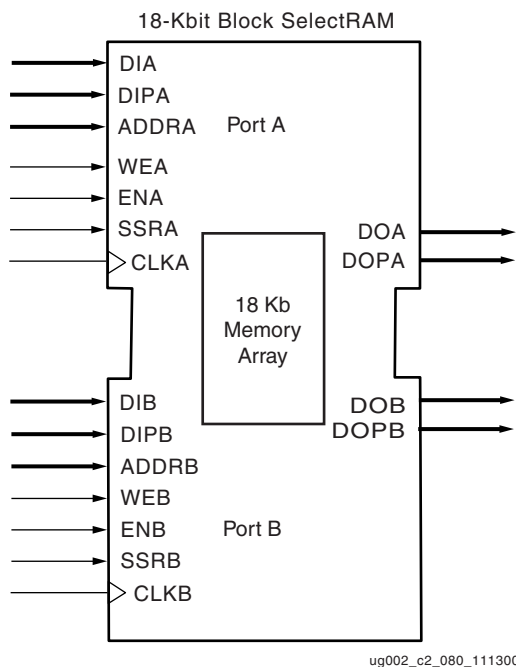 18-Kbit Block SelectRAM
DIA
DIPA
ADDRA
Port A
WEA
ENA
SSRA
CLKA
DOA
DOPA
18 Kb
Memory
Array
DIB
DIPB
ADDRB
WEB
ENB
Port B
SSRB
CLKB
DOB
DOPB
ug002_c2_080_111300